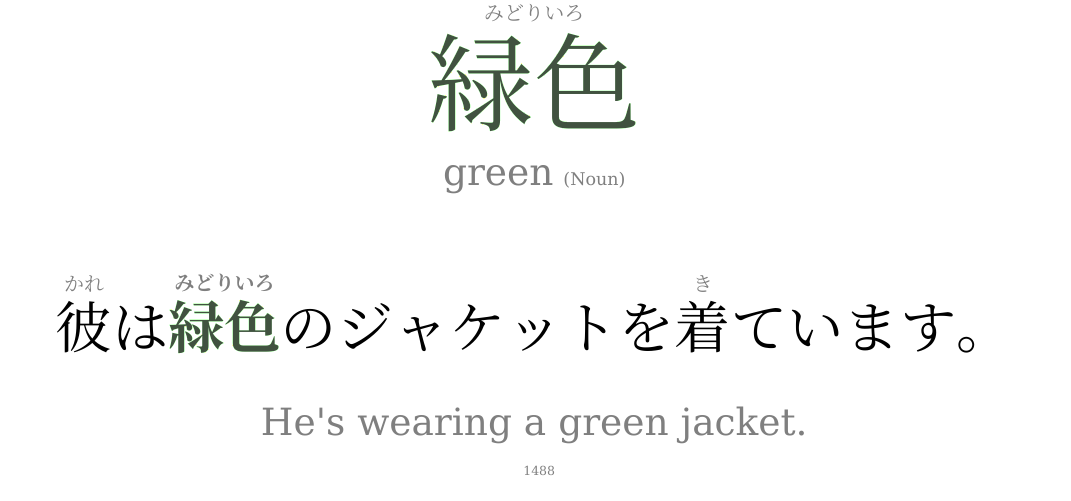 みどりいろ
緑色
green (Noun)
かれ みどりいろ き
彼は緑色のジャケットを着ています。
He's wearing a green jacket.
1488